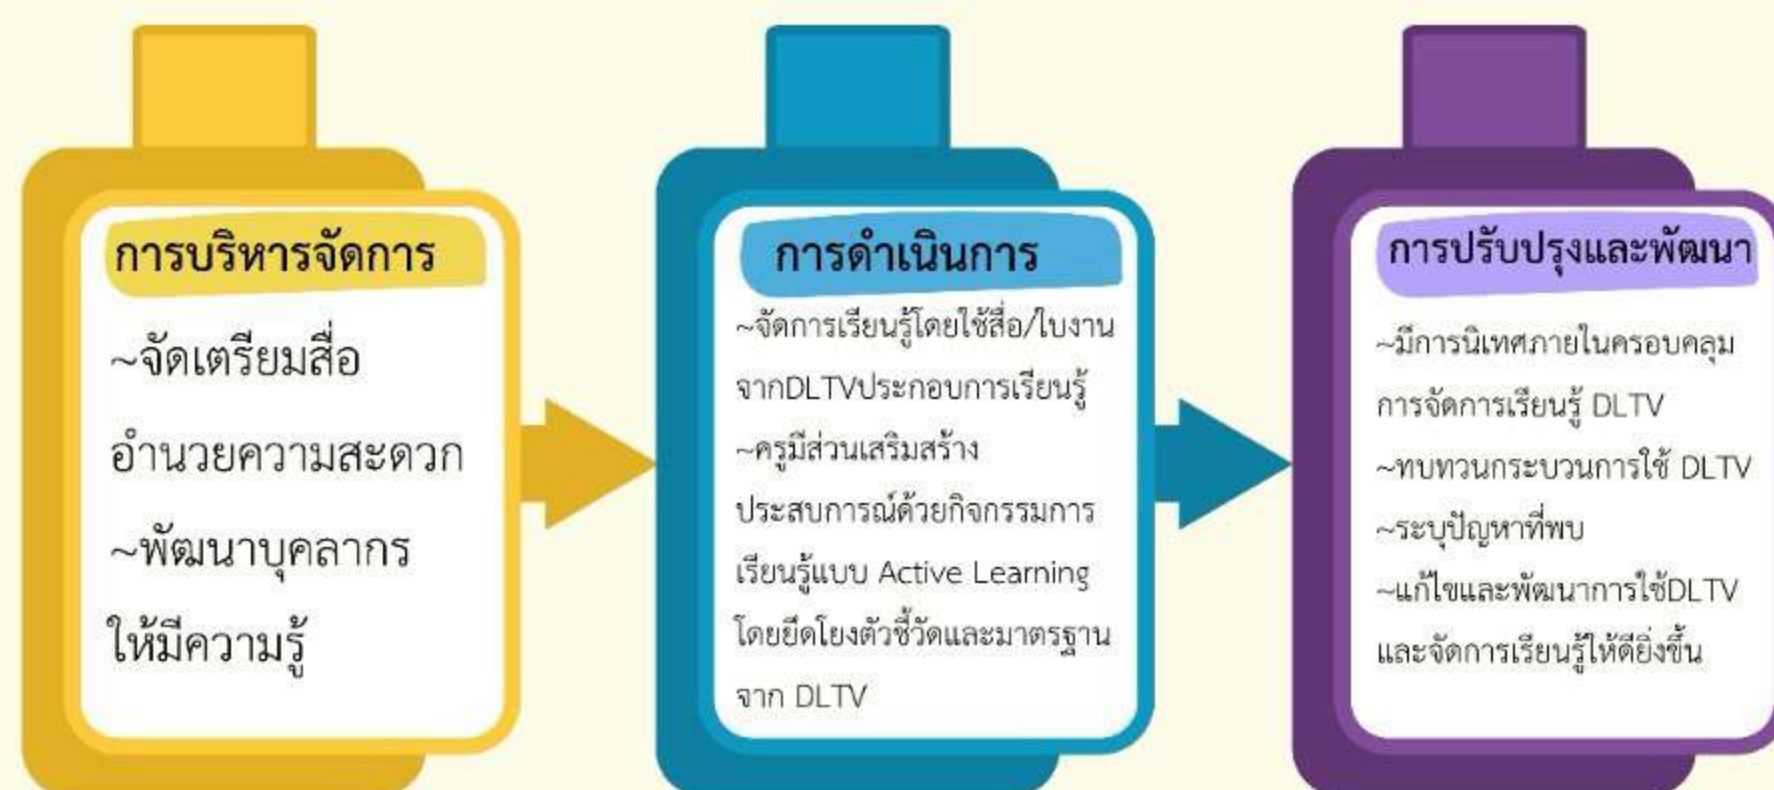 การบริหารจัดการ
~จัดเตรียมสื่อ
อำนวยความสะดวก
~พัฒนาบุคลากร
ให้มีความรู้
การดำเนินการ
~จัดการเรียนรู้โดยใช้สื่อ/ใบงาน
จากDLTVประกอบการเรียนรู้
~ครูมีส่วนเสริมสร้าง
ประสบการณ์ด้วยกิจกรรมการ
เรียนรู้แบบ Active Learning
โดยยึดโยงตัวชี้วัดและมาตรฐาน
จาก DLTV
การปรับปรุงและพัฒนา
~มีการนิเทศภายในครอบคลุม
การจัดการเรียนรู้ DLTV
~ทบทวนกระบวนการใช้ DLTV
~ระบุปัญหาที่พบ
~แก้ไขและพัฒนาการใช้DLTV
และจัดการเรียนรู้ให้ดียิ่งขึ้น